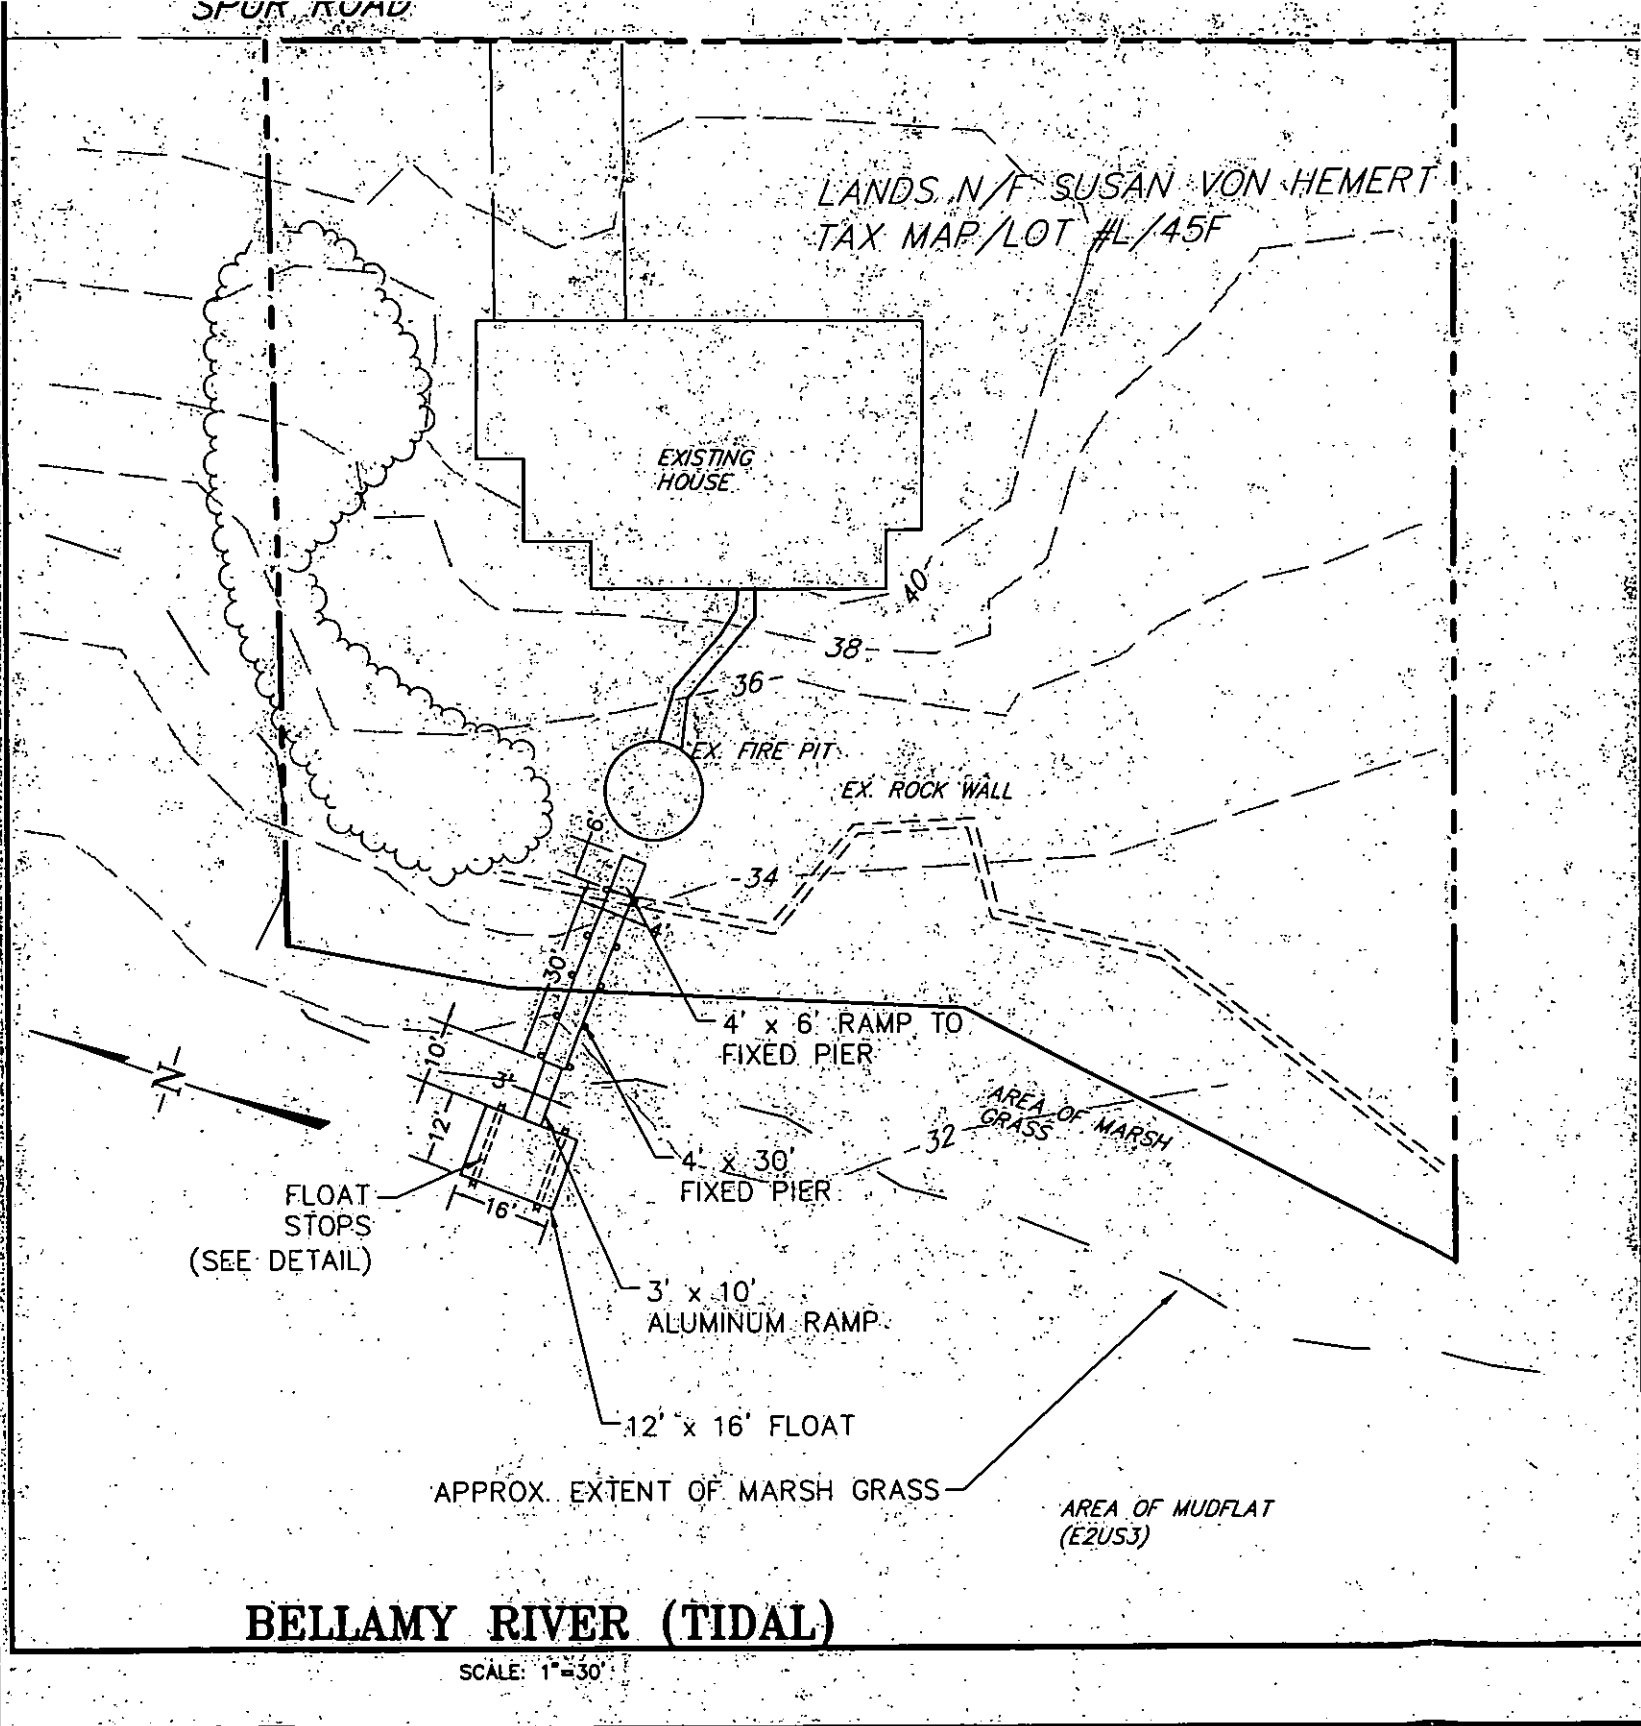 SPUR ROAD
LANDS N/F SUSAN VON HEMERT
TAX MAP/LOT #L/45F
EXISTING
HOUSE
40
38
36
EX. FIRE PIT
EX. ROCK WALL
6'
34
4'
30'
4' x 6' RAMP TO
FIXED PIER
-N-
10'
3'
12'
AREA OF MARSH
GRASS
32
4' x 30'
FIXED PIER
FLOAT
STOPS
(SEE DETAIL)
16'
3' x 10'
ALUMINUM RAMP
12' x 16' FLOAT
APPROX. EXTENT OF MARSH GRASS
AREA OF MUDFLAT
(E2US3)
BELLAMY RIVER (TIDAL)
SCALE: 1"=30'